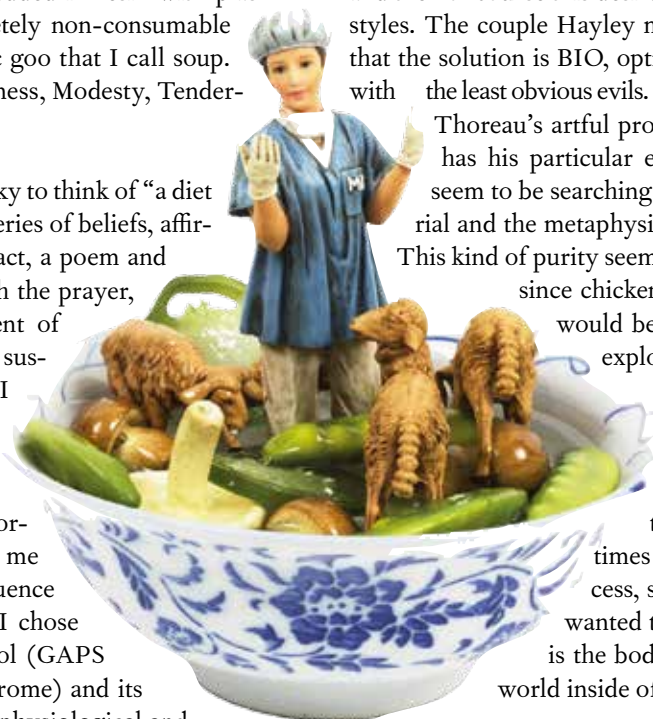 etely non-consumable
goo that I call soup.
ness, Modesty, Tender-
ky to think of “a diet
eries of beliefs, affir-
act, a poem and
h the prayer,
ent of
sus-
I
or-
me
uence
I chose
ol (GAPS
rome) and its
physiological and
styles. The couple Hayley
that the solution is BIO, opt
with the least obvious evils.
Thoreau’s artful pro
has his particular e
seem to be searching
rial and the metaphysi
This kind of purity seem
since chicken
would be
explo
t
times
cess, s
wanted t
is the bod
world inside of